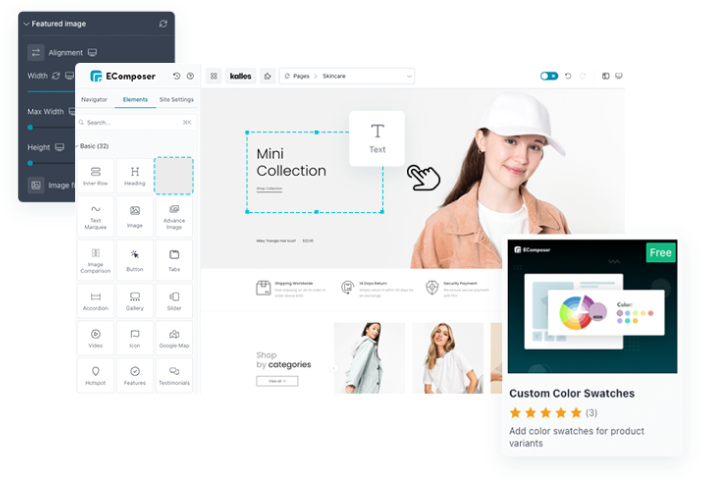 Featured image
Alignment
Width
Max Width
Height
Image f
EComposer
Navigator
Elements
Site Settings
Search...
⌘K
Basic (32)
Inner Row
Heading
Text
Marquee
Image
Advance
Image
Image
Comparison
Button
Tabs
Accordion
Gallery
Slider
Video
Icon
Google Map
Hotspot
Features
Testimonials
kalles
Pages > Skincare
Mini
Collection
Shop Collection
T
Text
$20.00
Shipping Worldwide
14 Days Return
Security Payment
Shop
by categories
View all
EComposer
Free
Color:
Custom Color Swatches
(3)
Add color swatches for product
variants